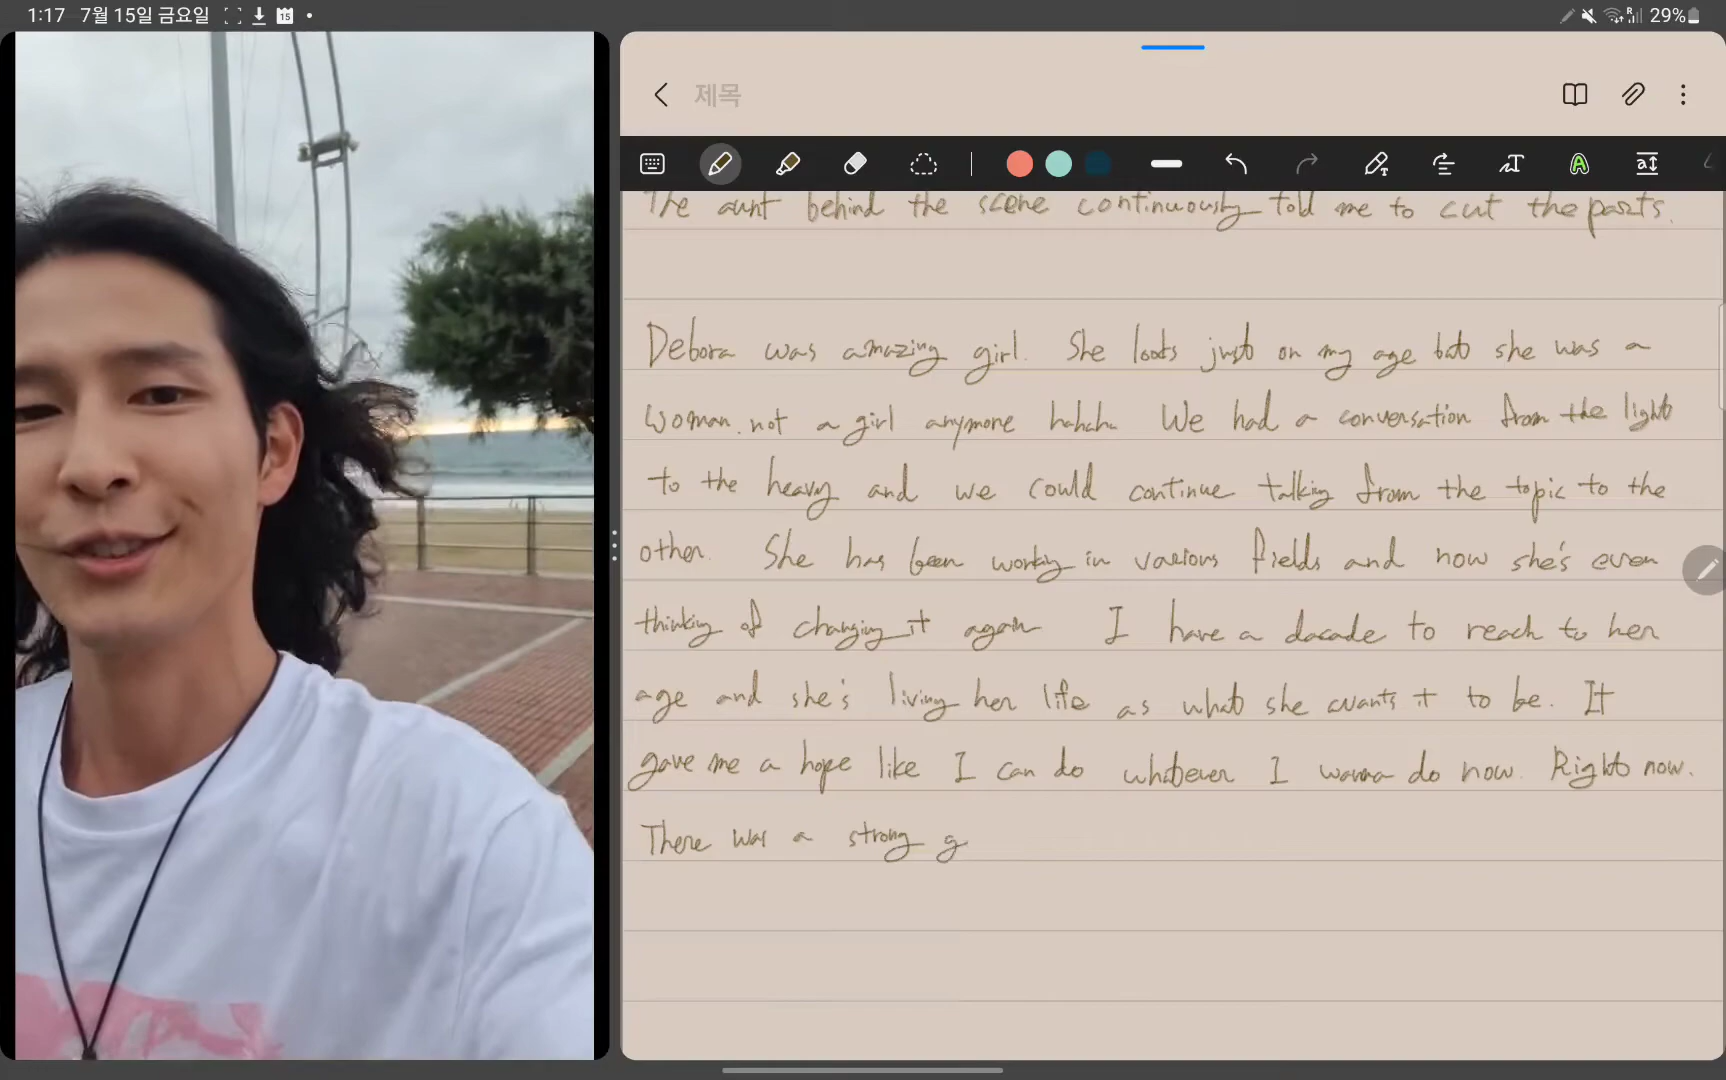 1:17 7월 15일 금요일 15 R 29%
제목
The aunt behind the scene continuously told me to cut the parts.
Debora was amazing girl. She looks just on my age but she was a
woman. not a girl anymore hahaha We had a conversation from the light
to the heavy and we could continue talking from the topic to the
other. She has been working in various fields and now she's even
thinking of changing it again I have a dacade to reach to her
age and she's living her life as what she wants it to be. It
gave me a hope like I can do whatever I wanna do now. Right now.
There was a strong g